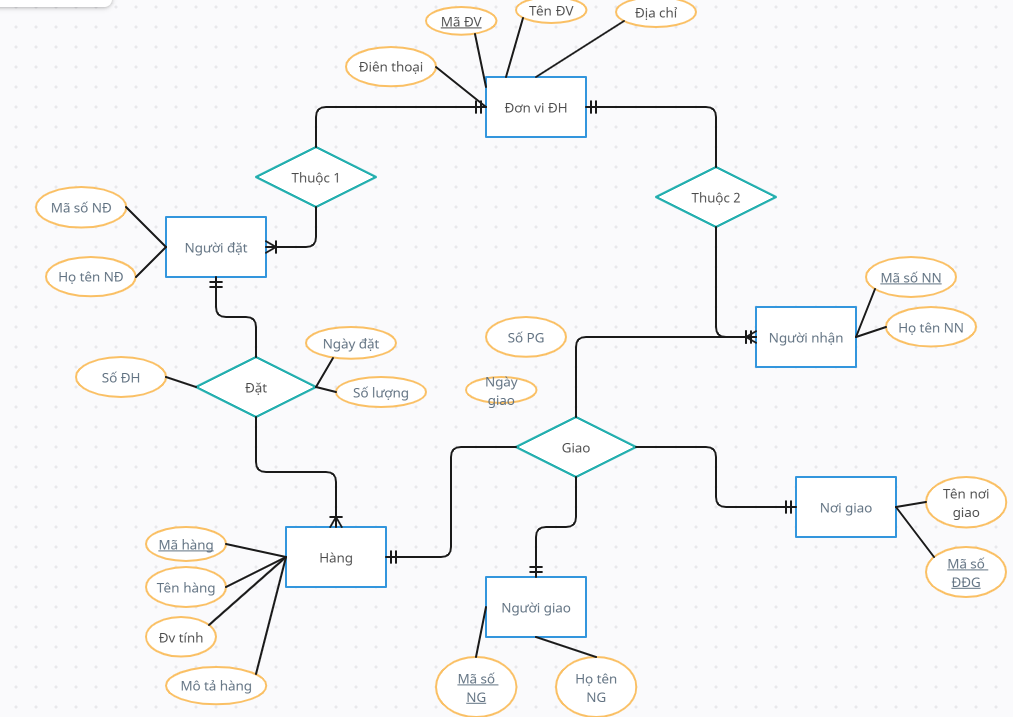 Tên ĐV
Địa chỉ
Mã ĐV
Điên thoại
Đơn vi ĐH
Thuộc 1
Thuộc 2
Mã số NĐ
Người đặt
Họ tên NĐ
Mã số NN
Họ tên NN
Người nhận
Số PG
Ngày đặt
Số ĐH
Đặt
Số lượng
Ngày
giao
Giao
Tên nơi
giao
Nơi giao
Mã số
ĐĐG
Mã hàng
Hàng
Tên hàng
Người giao
Đv tính
Mô tả hàng
Mã số
NG
Họ tên
NG